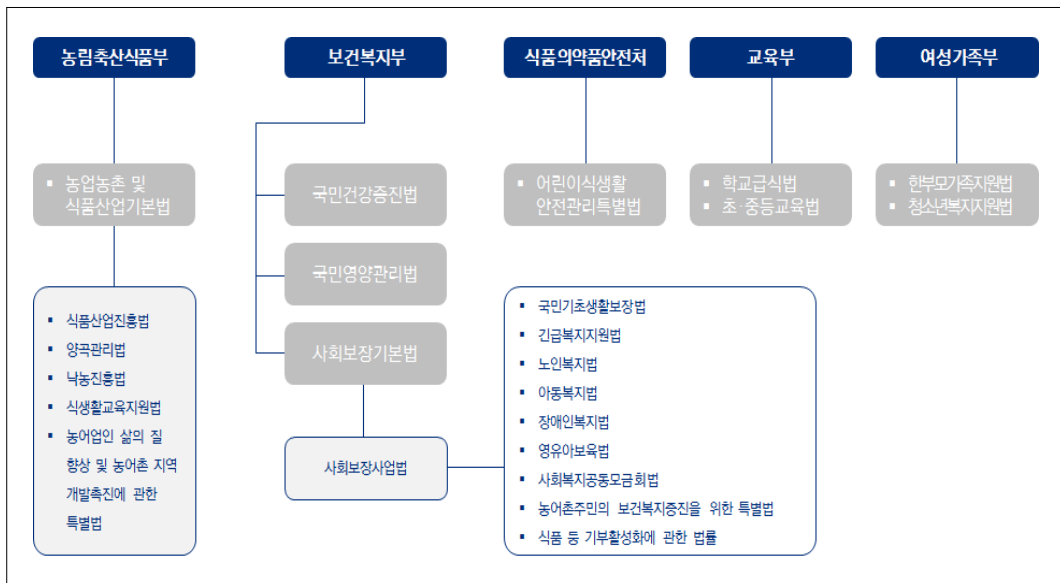 농림축산식품부
보건복지부
식품의약품안전처
교육부
여성가족부
▪ 농업농촌 및
식품산업기본법
국민건강증진법
국민영양관리법
사회보장기본법
▪ 어린이식생활
안전관리특별법
▪ 학교급식법
▪ 초·중등교육법
▪ 한부모가족지원법
▪ 청소년복지지원법
▪ 식품산업진흥법
▪ 양곡관리법
▪ 낙농진흥법
▪ 식생활교육지원법
▪ 농어업인 삶의 질
향상 및 농어촌 지역
개발촉진에 관한
특별법
사회보장사업법
▪ 국민기초생활보장법
▪ 긴급복지지원법
▪ 노인복지법
▪ 아동복지법
▪ 장애인복지법
▪ 영유아보육법
▪ 사회복지공동모금회법
▪ 농어촌주민의 보건복지증진을 위한 특별법
▪ 식품 등 기부활성화에 관한 법률